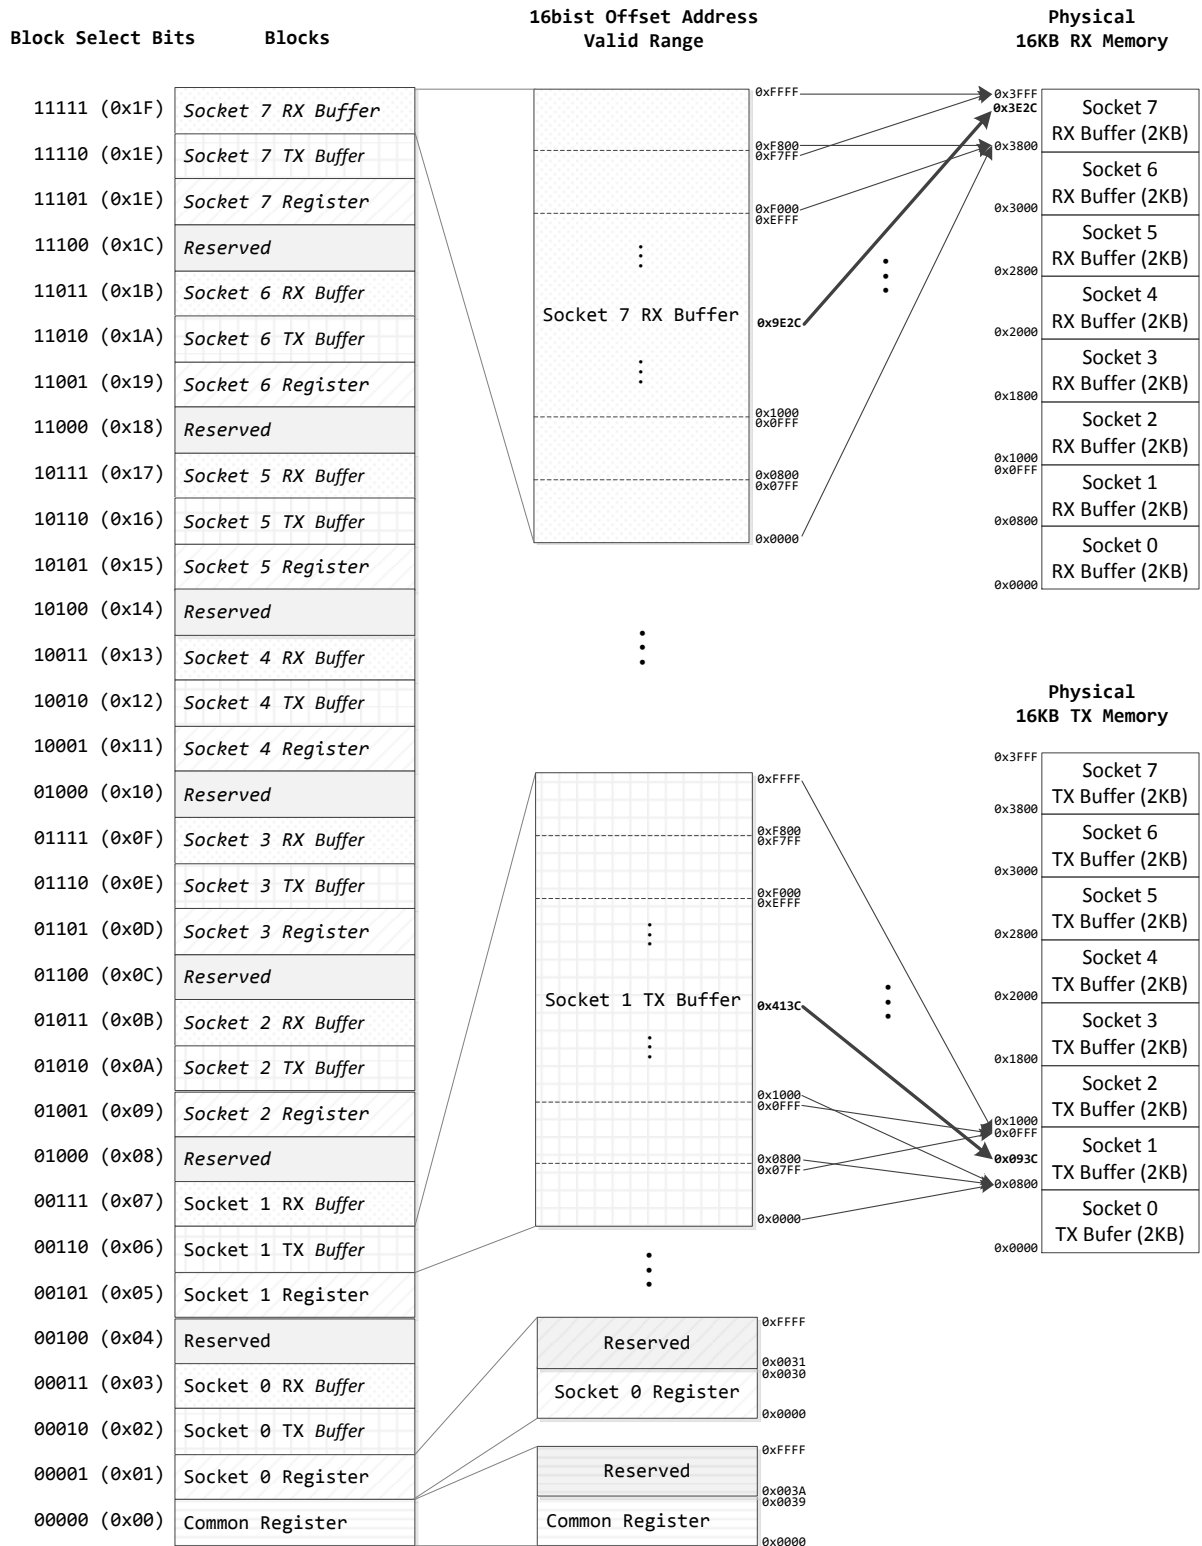 16bist Offset Address
Valid Range
Physical
16KB RX Memory
Block Select Bits
Blocks
11111 (0x1F) Socket 7 RX Buffer
11110 (0x1E) Socket 7 TX Buffer
11101 (0x1E) Socket 7 Register
11100 (0x1C) Reserved
11011 (0x1B) Socket 6 RX Buffer
11010 (0x1A) Socket 6 TX Buffer
11001 (0x19) Socket 6 Register
11000 (0x18) Reserved
10111 (0x17) Socket 5 RX Buffer
10110 (0x16) Socket 5 TX Buffer
10101 (0x15) Socket 5 Register
10100 (0x14) Reserved
10011 (0x13) Socket 4 RX Buffer
10010 (0x12) Socket 4 TX Buffer
10001 (0x11) Socket 4 Register
01000 (0x10) Reserved
01111 (0x0F) Socket 3 RX Buffer
01110 (0x0E) Socket 3 TX Buffer
01101 (0x0D) Socket 3 Register
01100 (0x0C) Reserved
01011 (0x0B) Socket 2 RX Buffer
01010 (0x0A) Socket 2 TX Buffer
01001 (0x09) Socket 2 Register
01000 (0x08) Reserved
00111 (0x07) Socket 1 RX Buffer
00110 (0x06) Socket 1 TX Buffer
00101 (0x05) Socket 1 Register
00100 (0x04) Reserved
00011 (0x03) Socket 0 RX Buffer
00010 (0x02) Socket 0 TX Buffer
00001 (0x01) Socket 0 Register
00000 (0x00) Common Register
0xFFFF
0xF800
0xF7FF
0xF000
0xEFFF
Socket 7 RX Buffer
0x9E2C
0x1000
0x0FFF
0x0800
0x07FF
0x0000
0x3FFF
0x3E2C
Socket 7
RX Buffer (2KB)
0x3800
Socket 6
RX Buffer (2KB)
0x3000
Socket 5
RX Buffer (2KB)
0x2800
Socket 4
RX Buffer (2KB)
0x2000
Socket 3
RX Buffer (2KB)
0x1800
Socket 2
RX Buffer (2KB)
0x1000
0x0FFF
Socket 1
RX Buffer (2KB)
0x0800
Socket 0
RX Buffer (2KB)
0x0000
0xFFFF
0xF800
0xF7FF
0xF000
0xEFFF
Socket 1 TX Buffer
0x413C
0x1000
0x0FFF
0x0800
0x07FF
0x0000
Physical
16KB TX Memory
0x3FFF
Socket 7
TX Buffer (2KB)
0x3800
Socket 6
TX Buffer (2KB)
0x3000
Socket 5
TX Buffer (2KB)
0x2800
Socket 4
TX Buffer (2KB)
0x2000
Socket 3
TX Buffer (2KB)
0x1800
Socket 2
TX Buffer (2KB)
0x1000
0x0FFF
Socket 1
0x093C
TX Buffer (2KB)
0x0800
Socket 0
TX Bufer (2KB)
0x0000
0xFFFF
Reserved
0x0031
0x0030
Socket 0 Register
0x0000
0xFFFF
Reserved
0x003A
0x0039
Common Register
0x0000